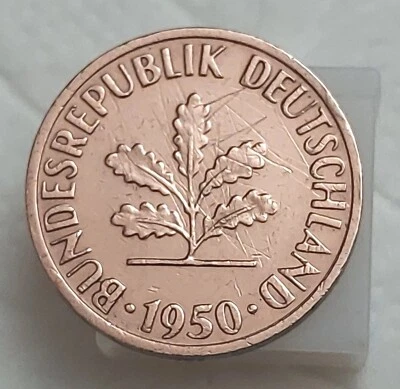 BUNDESREPUBLIK DEUTSCHLAND
· 1950 ·